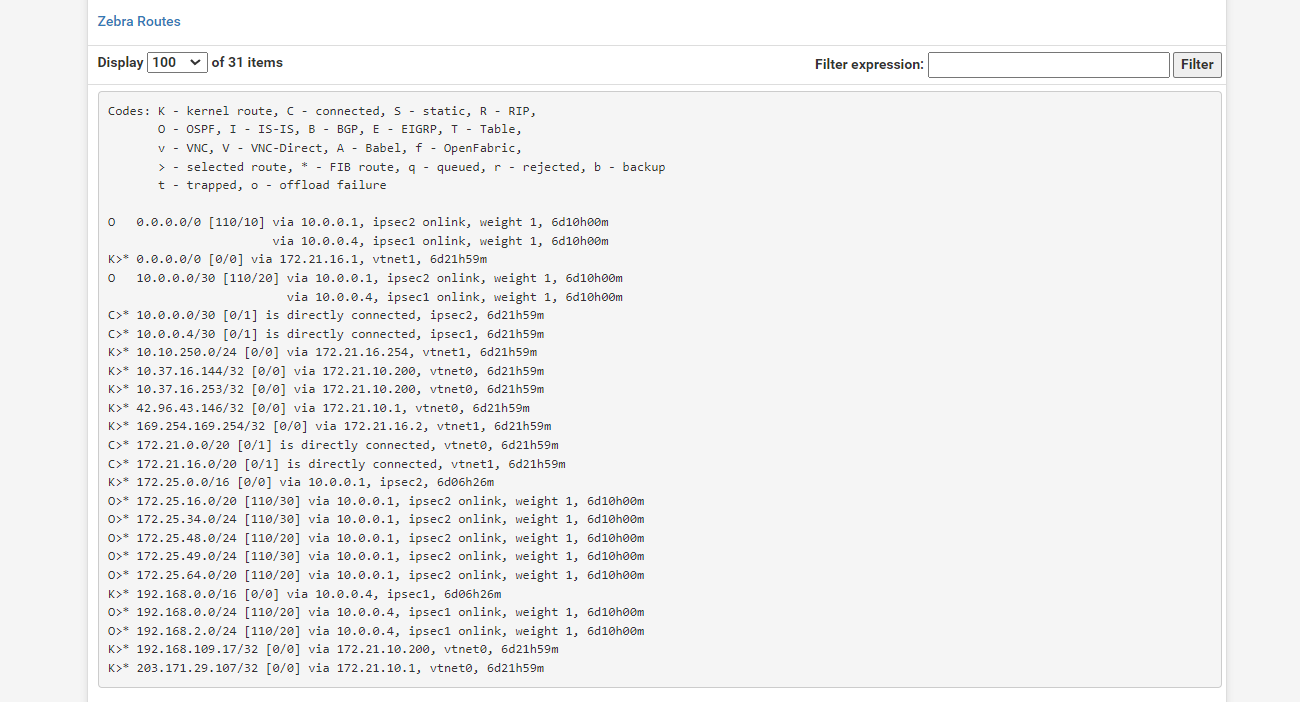 Zebra Routes
Display 100 of 31 items
Filter expression: Filter
Codes: K - kernel route, C - connected, S - static, R - RIP,
       O - OSPF, I - IS-IS, B - BGP, E - EIGRP, T - Table,
       v - VNC, V - VNC-Direct, A - Babel, f - OpenFabric,
       > - selected route, * - FIB route, q - queued, r - rejected, b - backup
       t - trapped, o - offload failure

O   0.0.0.0/0 [110/10] via 10.0.0.1, ipsec2 onlink, weight 1, 6d10h00m
                       via 10.0.0.4, ipsec1 onlink, weight 1, 6d10h00m
K>* 0.0.0.0/0 [0/0] via 172.21.16.1, vtnet1, 6d21h59m
O   10.0.0.0/30 [110/20] via 10.0.0.1, ipsec2 onlink, weight 1, 6d10h00m
                         via 10.0.0.4, ipsec1 onlink, weight 1, 6d10h00m
C>* 10.0.0.0/30 [0/1] is directly connected, ipsec2, 6d21h59m
C>* 10.0.0.4/30 [0/1] is directly connected, ipsec1, 6d21h59m
K>* 10.10.250.0/24 [0/0] via 172.21.16.254, vtnet1, 6d21h59m
K>* 10.37.16.144/32 [0/0] via 172.21.10.200, vtnet0, 6d21h59m
K>* 10.37.16.253/32 [0/0] via 172.21.10.200, vtnet0, 6d21h59m
K>* 42.96.43.146/32 [0/0] via 172.21.10.1, vtnet0, 6d21h59m
K>* 169.254.169.254/32 [0/0] via 172.21.16.2, vtnet1, 6d21h59m
C>* 172.21.0.0/20 [0/1] is directly connected, vtnet0, 6d21h59m
C>* 172.21.16.0/20 [0/1] is directly connected, vtnet1, 6d21h59m
K>* 172.25.0.0/16 [0/0] via 10.0.0.1, ipsec2, 6d06h26m
O>* 172.25.16.0/20 [110/30] via 10.0.0.1, ipsec2 onlink, weight 1, 6d10h00m
O>* 172.25.34.0/24 [110/30] via 10.0.0.1, ipsec2 onlink, weight 1, 6d10h00m
O>* 172.25.48.0/24 [110/20] via 10.0.0.1, ipsec2 onlink, weight 1, 6d10h00m
O>* 172.25.49.0/24 [110/30] via 10.0.0.1, ipsec2 onlink, weight 1, 6d10h00m
O>* 172.25.64.0/20 [110/20] via 10.0.0.1, ipsec2 onlink, weight 1, 6d10h00m
K>* 192.168.0.0/16 [0/0] via 10.0.0.4, ipsec1, 6d06h26m
O>* 192.168.0.0/24 [110/20] via 10.0.0.4, ipsec1 onlink, weight 1, 6d10h00m
O>* 192.168.2.0/24 [110/20] via 10.0.0.4, ipsec1 onlink, weight 1, 6d10h00m
K>* 192.168.109.17/32 [0/0] via 172.21.10.200, vtnet0, 6d21h59m
K>* 203.171.29.107/32 [0/0] via 172.21.10.1, vtnet0, 6d21h59m